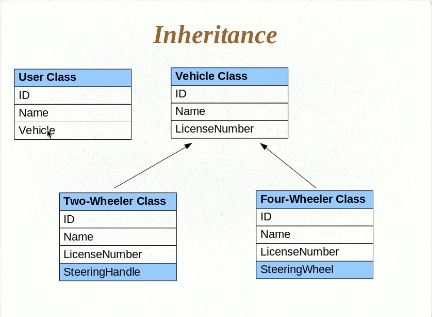 Inheritance
User Class
ID
Name
Vehicle
Vehicle Class
ID
Name
LicenseNumber
Two-Wheeler Class
ID
Name
LicenseNumber
SteeringHandle
Four-Wheeler Class
ID
Name
LicenseNumber
SteeringWheel